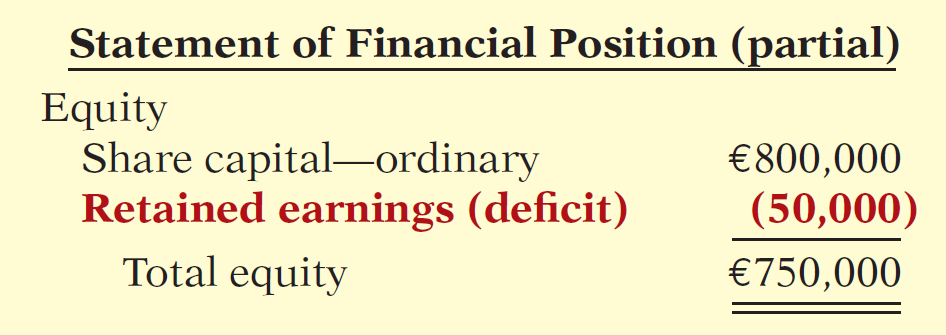 Statement of Financial Position (partial)
Equity
Share capital—ordinary €800,000
Retained earnings (deficit) (50,000)
Total equity €750,000